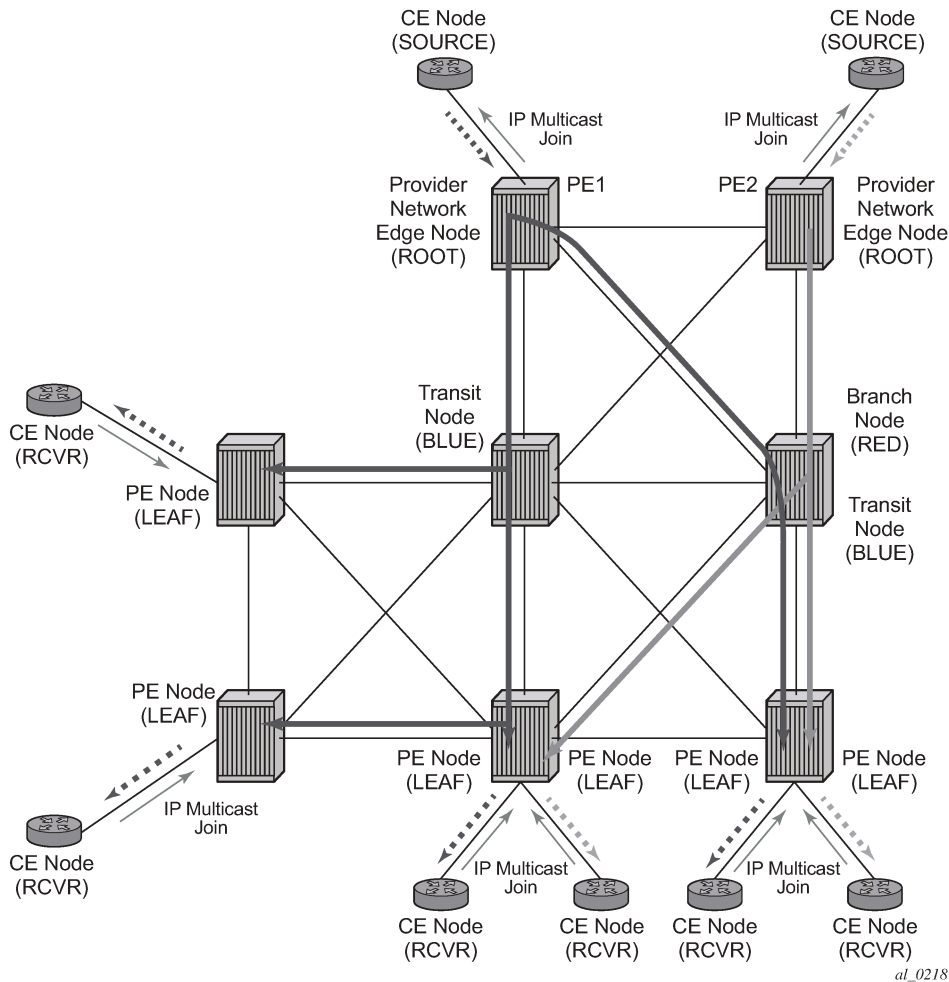 CE Node
(SOURCE)
CE Node
(SOURCE)
IP Multicast
Join
IP Multicast
Join
Provider
Network
Edge Node
(ROOT)
PE1
PE2
Provider
Network
Edge Node
(ROOT)
Transit
Node
(BLUE)
Branch
Node
(RED)
CE Node
(RCVR)
PE Node
(LEAF)
Transit
Node
(BLUE)
PE Node
(LEAF)
PE Node
(LEAF)
PE Node
(LEAF)
PE Node
(LEAF)
PE Node
(LEAF)
IP Multicast
Join
CE Node
(RCVR)
IP Multicast
Join
IP Multicast
Join
CE Node
(RCVR)
CE Node
(RCVR)
CE Node
(RCVR)
CE Node
(RCVR)
al_0218